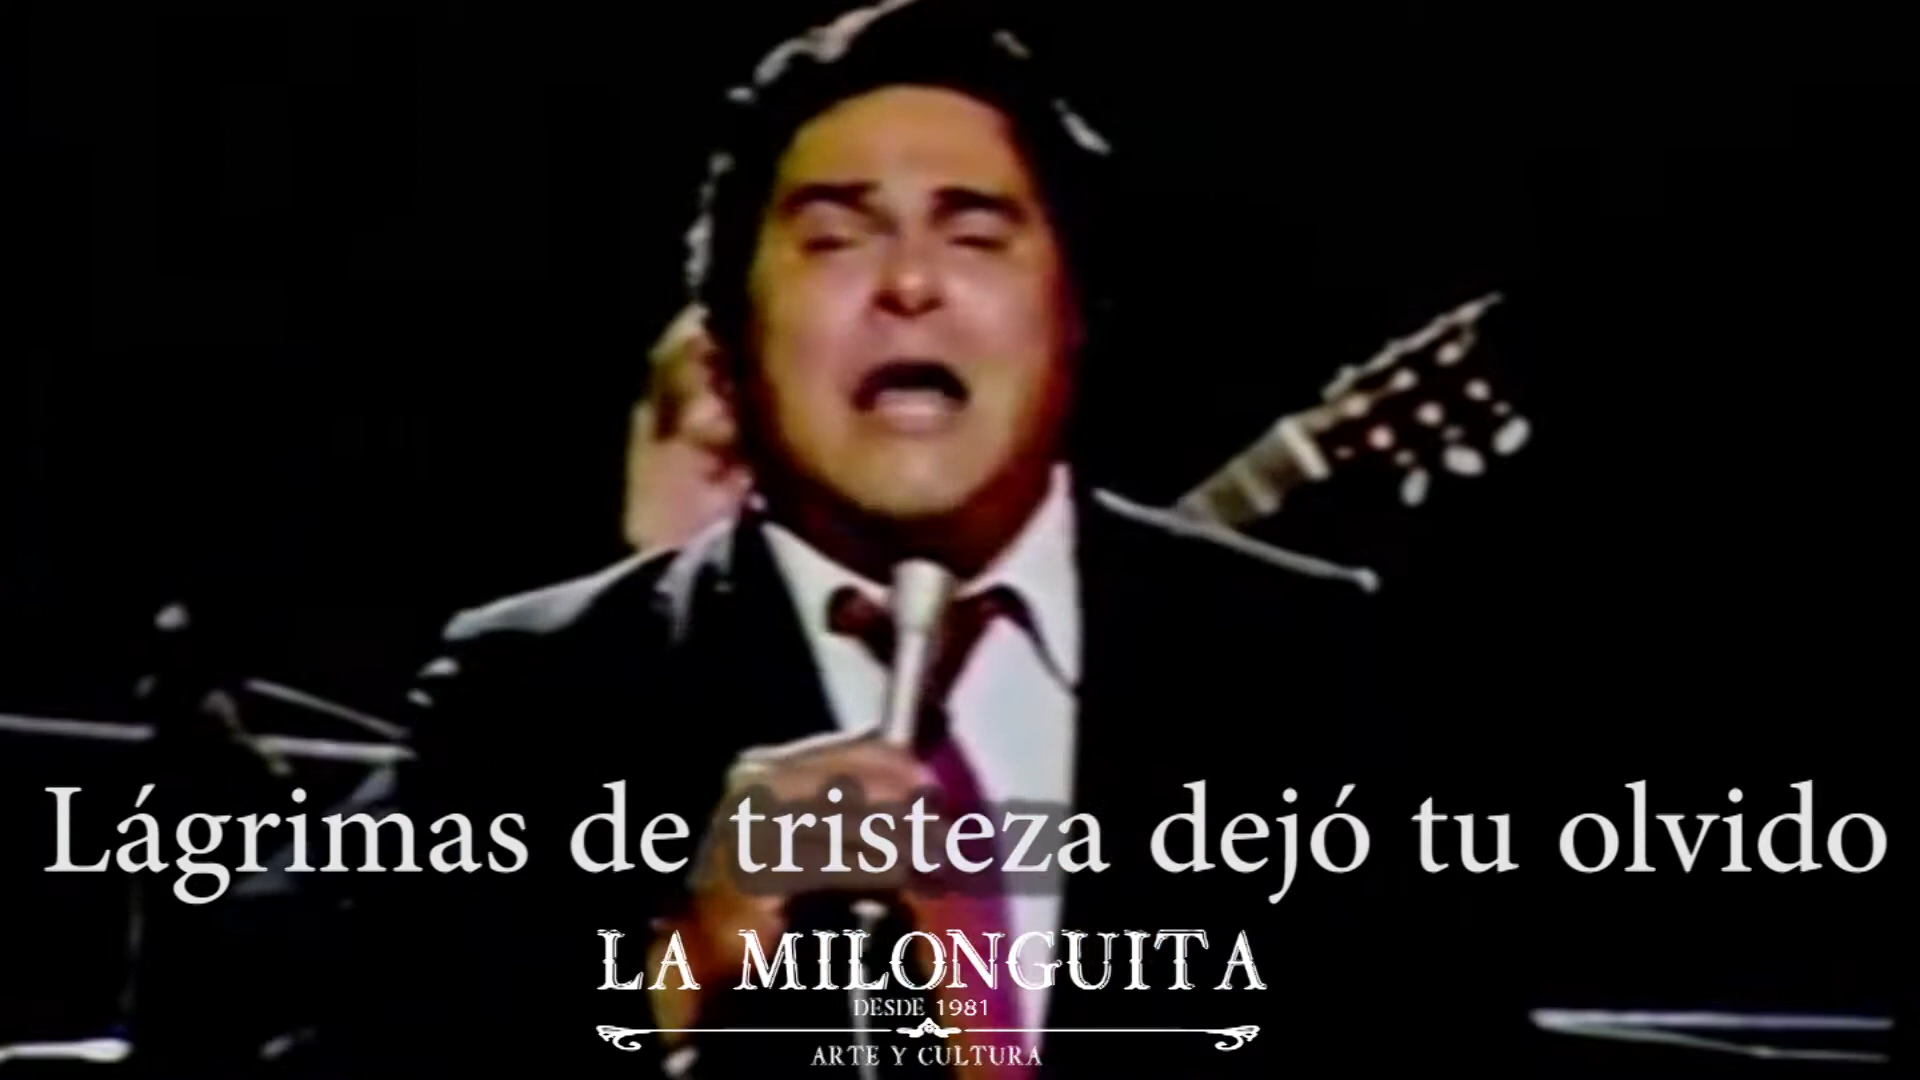 Lágrimas de tristeza dejó tu olvido
LA MILONGUITA
DESDE 1981
ARTE Y CULTURA